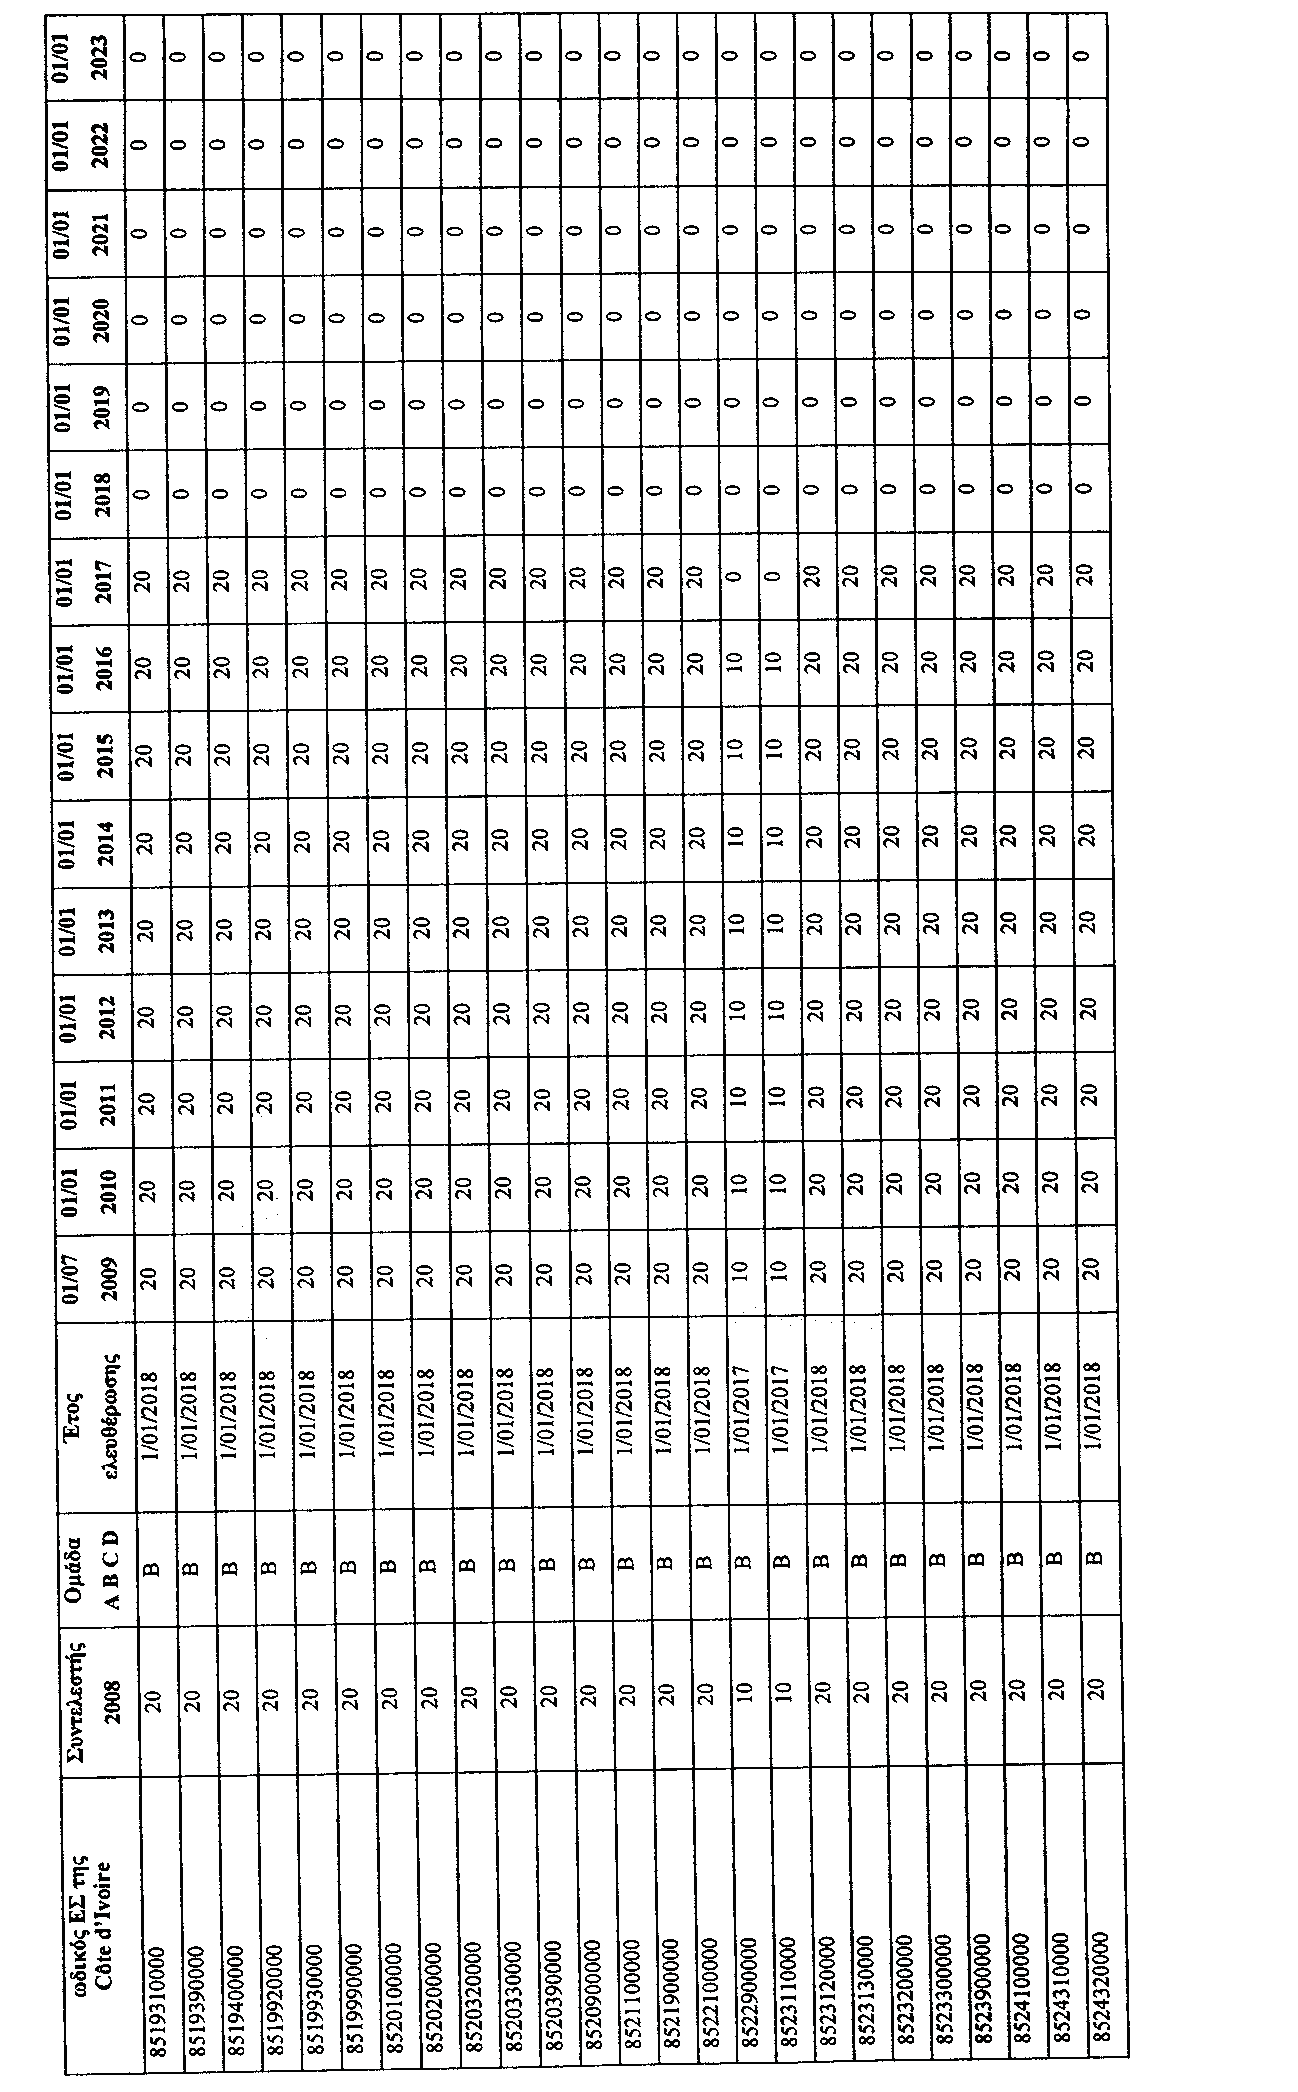 ωδικός ΕΣ της Côte d'Ivoire Συντελεστής 2008 Ομάδα A B C D Έτος ελευθέρωσης 01/07 2009 01/01 2010 01/01 2011 01/01 2012 01/01 2013 01/01 2014 01/01 2015 01/01 2016 01/01 2017 01/01 2018 01/01 2019 01/01 2020 01/01 2021 01/01 2022 01/01 2023
8519310000 20 B 1/01/2018 20 20 20 20 20 20 20 20 20 0 0 0 0 0 0
8519390000 20 B 1/01/2018 20 20 20 20 20 20 20 20 20 0 0 0 0 0 0
8519400000 20 B 1/01/2018 20 20 20 20 20 20 20 20 20 0 0 0 0 0 0
8519920000 20 B 1/01/2018 20 20 20 20 20 20 20 20 20 0 0 0 0 0 0
8519930000 20 B 1/01/2018 20 20 20 20 20 20 20 20 20 0 0 0 0 0 0
8519990000 20 B 1/01/2018 20 20 20 20 20 20 20 20 20 0 0 0 0 0 0
8520100000 20 B 1/01/2018 20 20 20 20 20 20 20 20 20 0 0 0 0 0 0
8520200000 20 B 1/01/2018 20 20 20 20 20 20 20 20 20 0 0 0 0 0 0
8520320000 20 B 1/01/2018 20 20 20 20 20 20 20 20 20 0 0 0 0 0 0
8520330000 20 B 1/01/2018 20 20 20 20 20 20 20 20 20 0 0 0 0 0 0
8520390000 20 B 1/01/2018 20 20 20 20 20 20 20 20 20 0 0 0 0 0 0
8520900000 20 B 1/01/2018 20 20 20 20 20 20 20 20 20 0 0 0 0 0 0
8521100000 20 B 1/01/2018 20 20 20 20 20 20 20 20 20 0 0 0 0 0 0
8521900000 20 B 1/01/2018 20 20 20 20 20 20 20 20 20 0 0 0 0 0 0
8522100000 20 B 1/01/2018 20 20 20 20 20 20 20 20 20 0 0 0 0 0 0
8522900000 10 B 1/01/2017 10 10 10 10 10 10 10 10 0 0 0 0 0 0 0
8523110000 10 B 1/01/2017 10 10 10 10 10 10 10 10 0 0 0 0 0 0 0
8523120000 20 B 1/01/2018 20 20 20 20 20 20 20 20 20 0 0 0 0 0 0
8523130000 20 B 1/01/2018 20 20 20 20 20 20 20 20 20 0 0 0 0 0 0
8523200000 20 B 1/01/2018 20 20 20 20 20 20 20 20 20 0 0 0 0 0 0
8523300000 20 B 1/01/2018 20 20 20 20 20 20 20 20 20 0 0 0 0 0 0
8523900000 20 B 1/01/2018 20 20 20 20 20 20 20 20 20 0 0 0 0 0 0
8524100000 20 B 1/01/2018 20 20 20 20 20 20 20 20 20 0 0 0 0 0 0
8524310000 20 B 1/01/2018 20 20 20 20 20 20 20 20 20 0 0 0 0 0 0
8524320000 20 B 1/01/2018 20 20 20 20 20 20 20 20 20 0 0 0 0 0 0